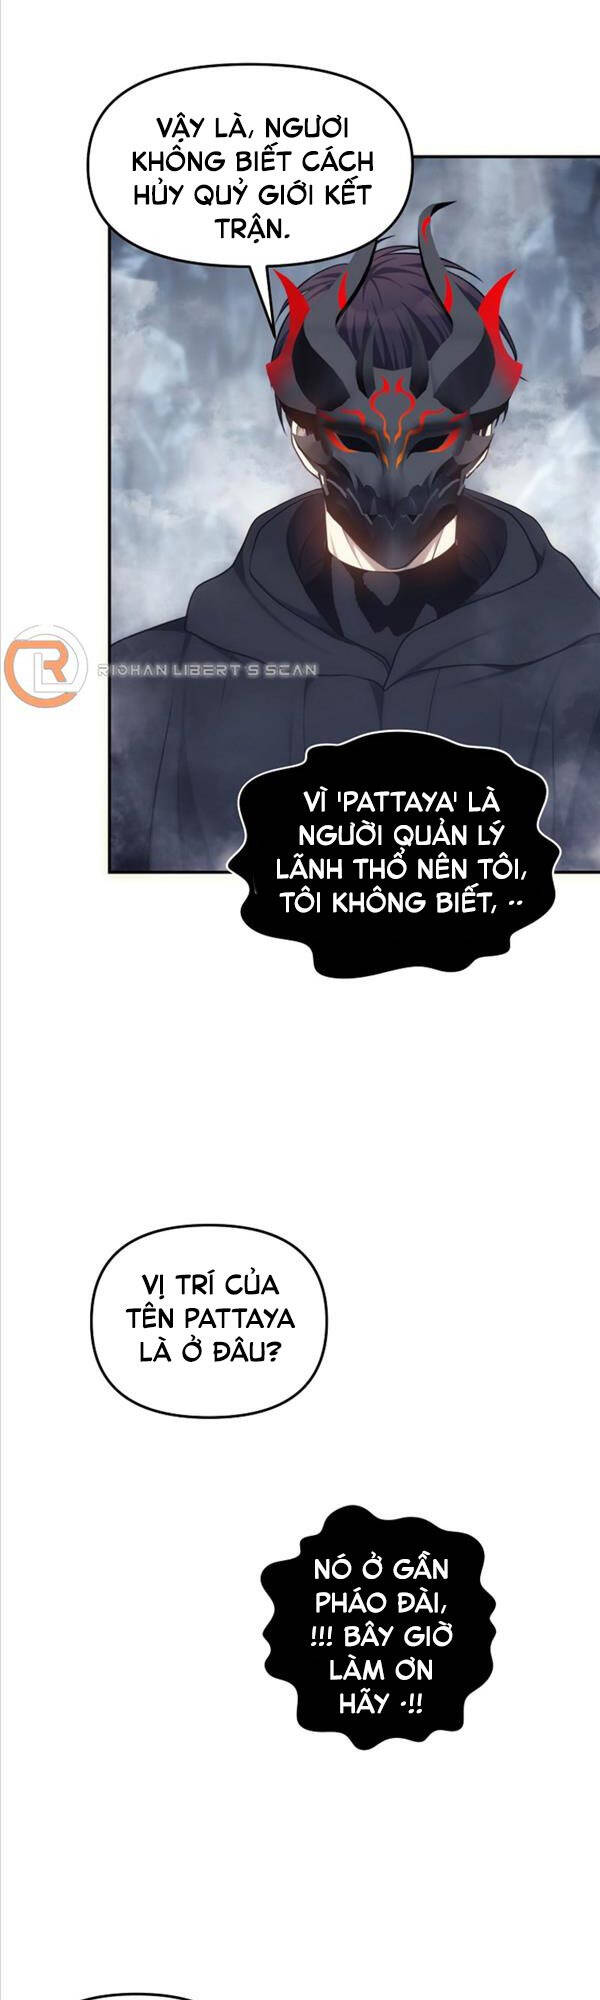 VẬY LÀ, NGƯƠI
KHÔNG BIẾT CÁCH
HỦY QUỶ GIỚI KẾT
TRẬN.
RIOHAN LIBERT'S SCAN
VÌ 'PATTAYA' LÀ
NGƯỜI QUẢN LÝ
LÃNH THỔ NÊN TÔI,
TÔI KHÔNG BIẾT, ..
VỊ TRÍ CỦA
TÊN PATTAYA
LÀ Ở ĐÂU?
NÓ Ở GẦN
PHÁO ĐÀI,
!!! BÂY GIỜ
LÀM ƠN
HÃY .!!